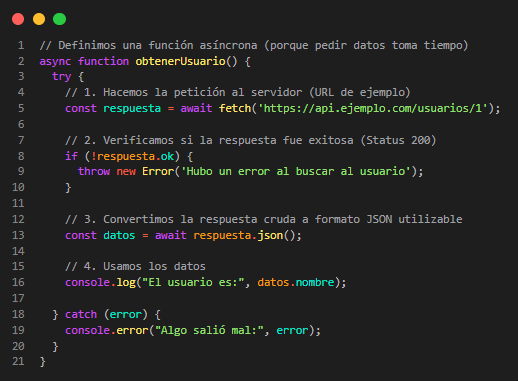 1 // Definimos una función asíncrona (porque pedir datos toma tiempo)
2 async function obtenerUsuario() {
3   try {
4     // 1. Hacemos la petición al servidor (URL de ejemplo)
5     const respuesta = await fetch('https://api.ejemplo.com/usuarios/1');
6
7     // 2. Verificamos si la respuesta fue exitosa (Status 200)
8     if (!respuesta.ok) {
9       throw new Error('Hubo un error al buscar al usuario');
10     }
11
12     // 3. Convertimos la respuesta cruda a formato JSON utilizable
13     const datos = await respuesta.json();
14
15     // 4. Usamos los datos
16     console.log("El usuario es:", datos.nombre);
17
18   } catch (error) {
19     console.error("Algo salió mal:", error);
20   }
21 }